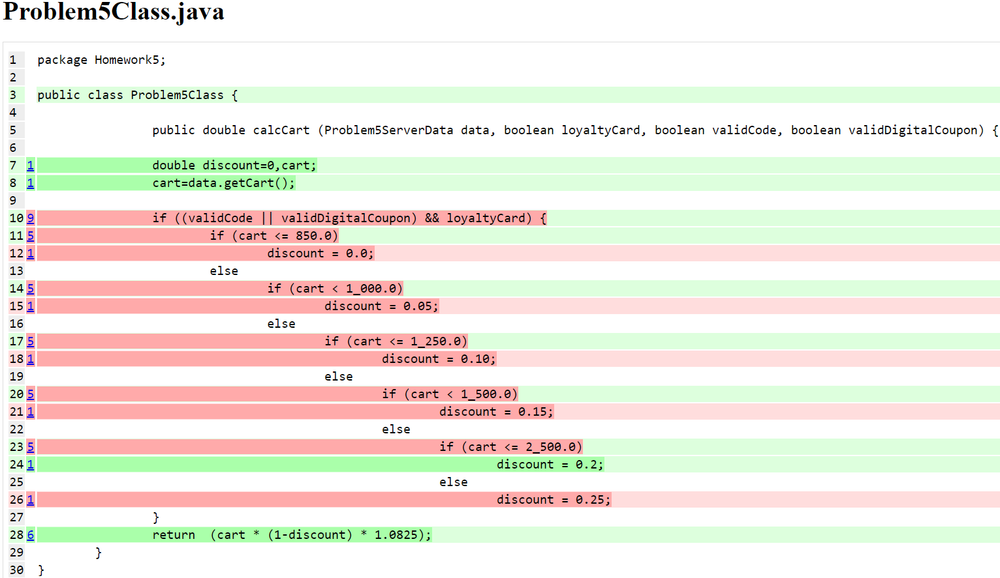 Problem5Class.java
1 package Homework5;
2
3 public class Problem5Class {
4
5 public double calcCart (Problem5ServerData data, boolean loyaltyCard, boolean validCode, boolean validDigitalCoupon) {
6
7 1 double discount=0,cart;
8 1 cart=data.getCart();
9
10 9 if ((validCode || validDigitalCoupon) && loyaltyCard) {
11 5 if (cart <= 850.0)
12 1 discount = 0.0;
13 else
14 5 if (cart < 1_000.0)
15 1 discount = 0.05;
16 else
17 5 if (cart <= 1_250.0)
18 1 discount = 0.10;
19 else
20 5 if (cart < 1_500.0)
21 1 discount = 0.15;
22 else
23 5 if (cart <= 2_500.0)
24 1 discount = 0.2;
25 else
26 1 discount = 0.25;
27 }
28 6 return  (cart * (1-discount) * 1.0825);
29 }
30 }